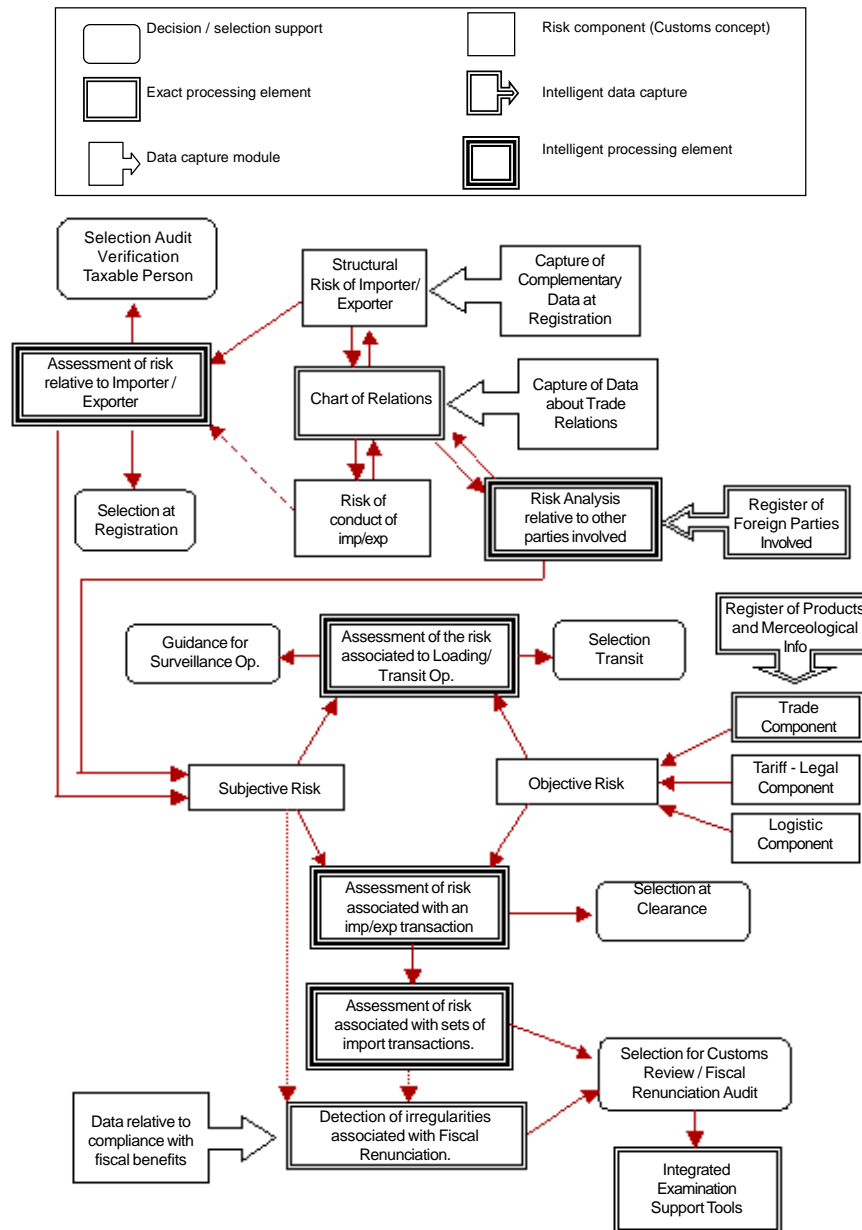 Decision / selection support
Risk component (Customs concept)
Exact processing element
Intelligent data capture
Data capture module
Intelligent processing element
Selection Audit
Verification
Taxable Person
Structural
Risk of Importer/
Exporter
Capture of
Complementary
Data at
Registration
Assessment of risk
relative to Importer /
Exporter
Chart of Relations
Capture of Data
about Trade
Relations
Selection at
Registration
Risk of
conduct of
imp/exp
Risk Analysis
relative to other
parties involved
Register of
Foreign Parties
Involved
Guidance for
Surveillance Op.
Assessment of the risk
associated to Loading/
Transit Op.
Selection
Transit
Register of Products
and Merceological
Info
Trade
Component
Subjective Risk
Objective Risk
Tariff - Legal
Component
Logistic
Component
Assessment of risk
associated with an
imp/exp transaction
Selection at
Clearance
Assessment of risk
associated with sets of
import transactions.
Selection for Customs
Review / Fiscal
Renunciation Audit
Data relative to
compliance with
fiscal benefits
Detection of irregularities
associated with Fiscal
Renunciation.
Integrated
Examination
Support Tools